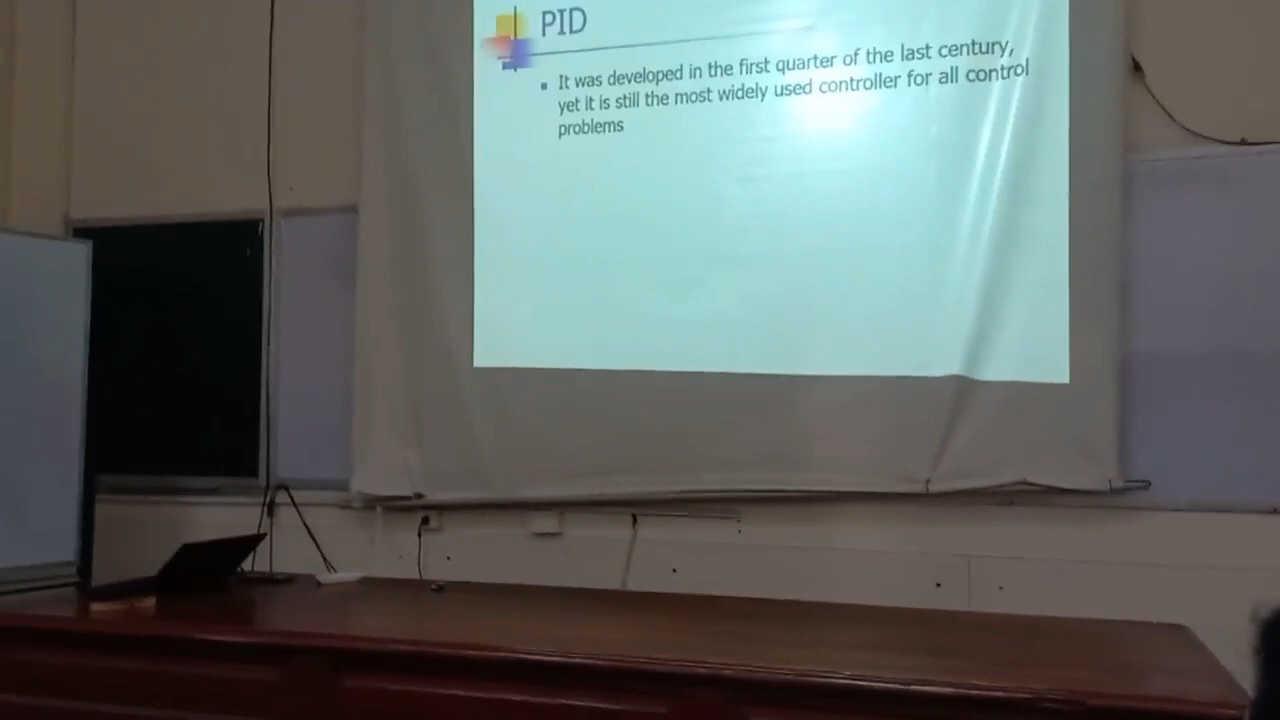 PID
It was developed in the first quarter of the last century,
yet it is still the most widely used controller for all control
problems